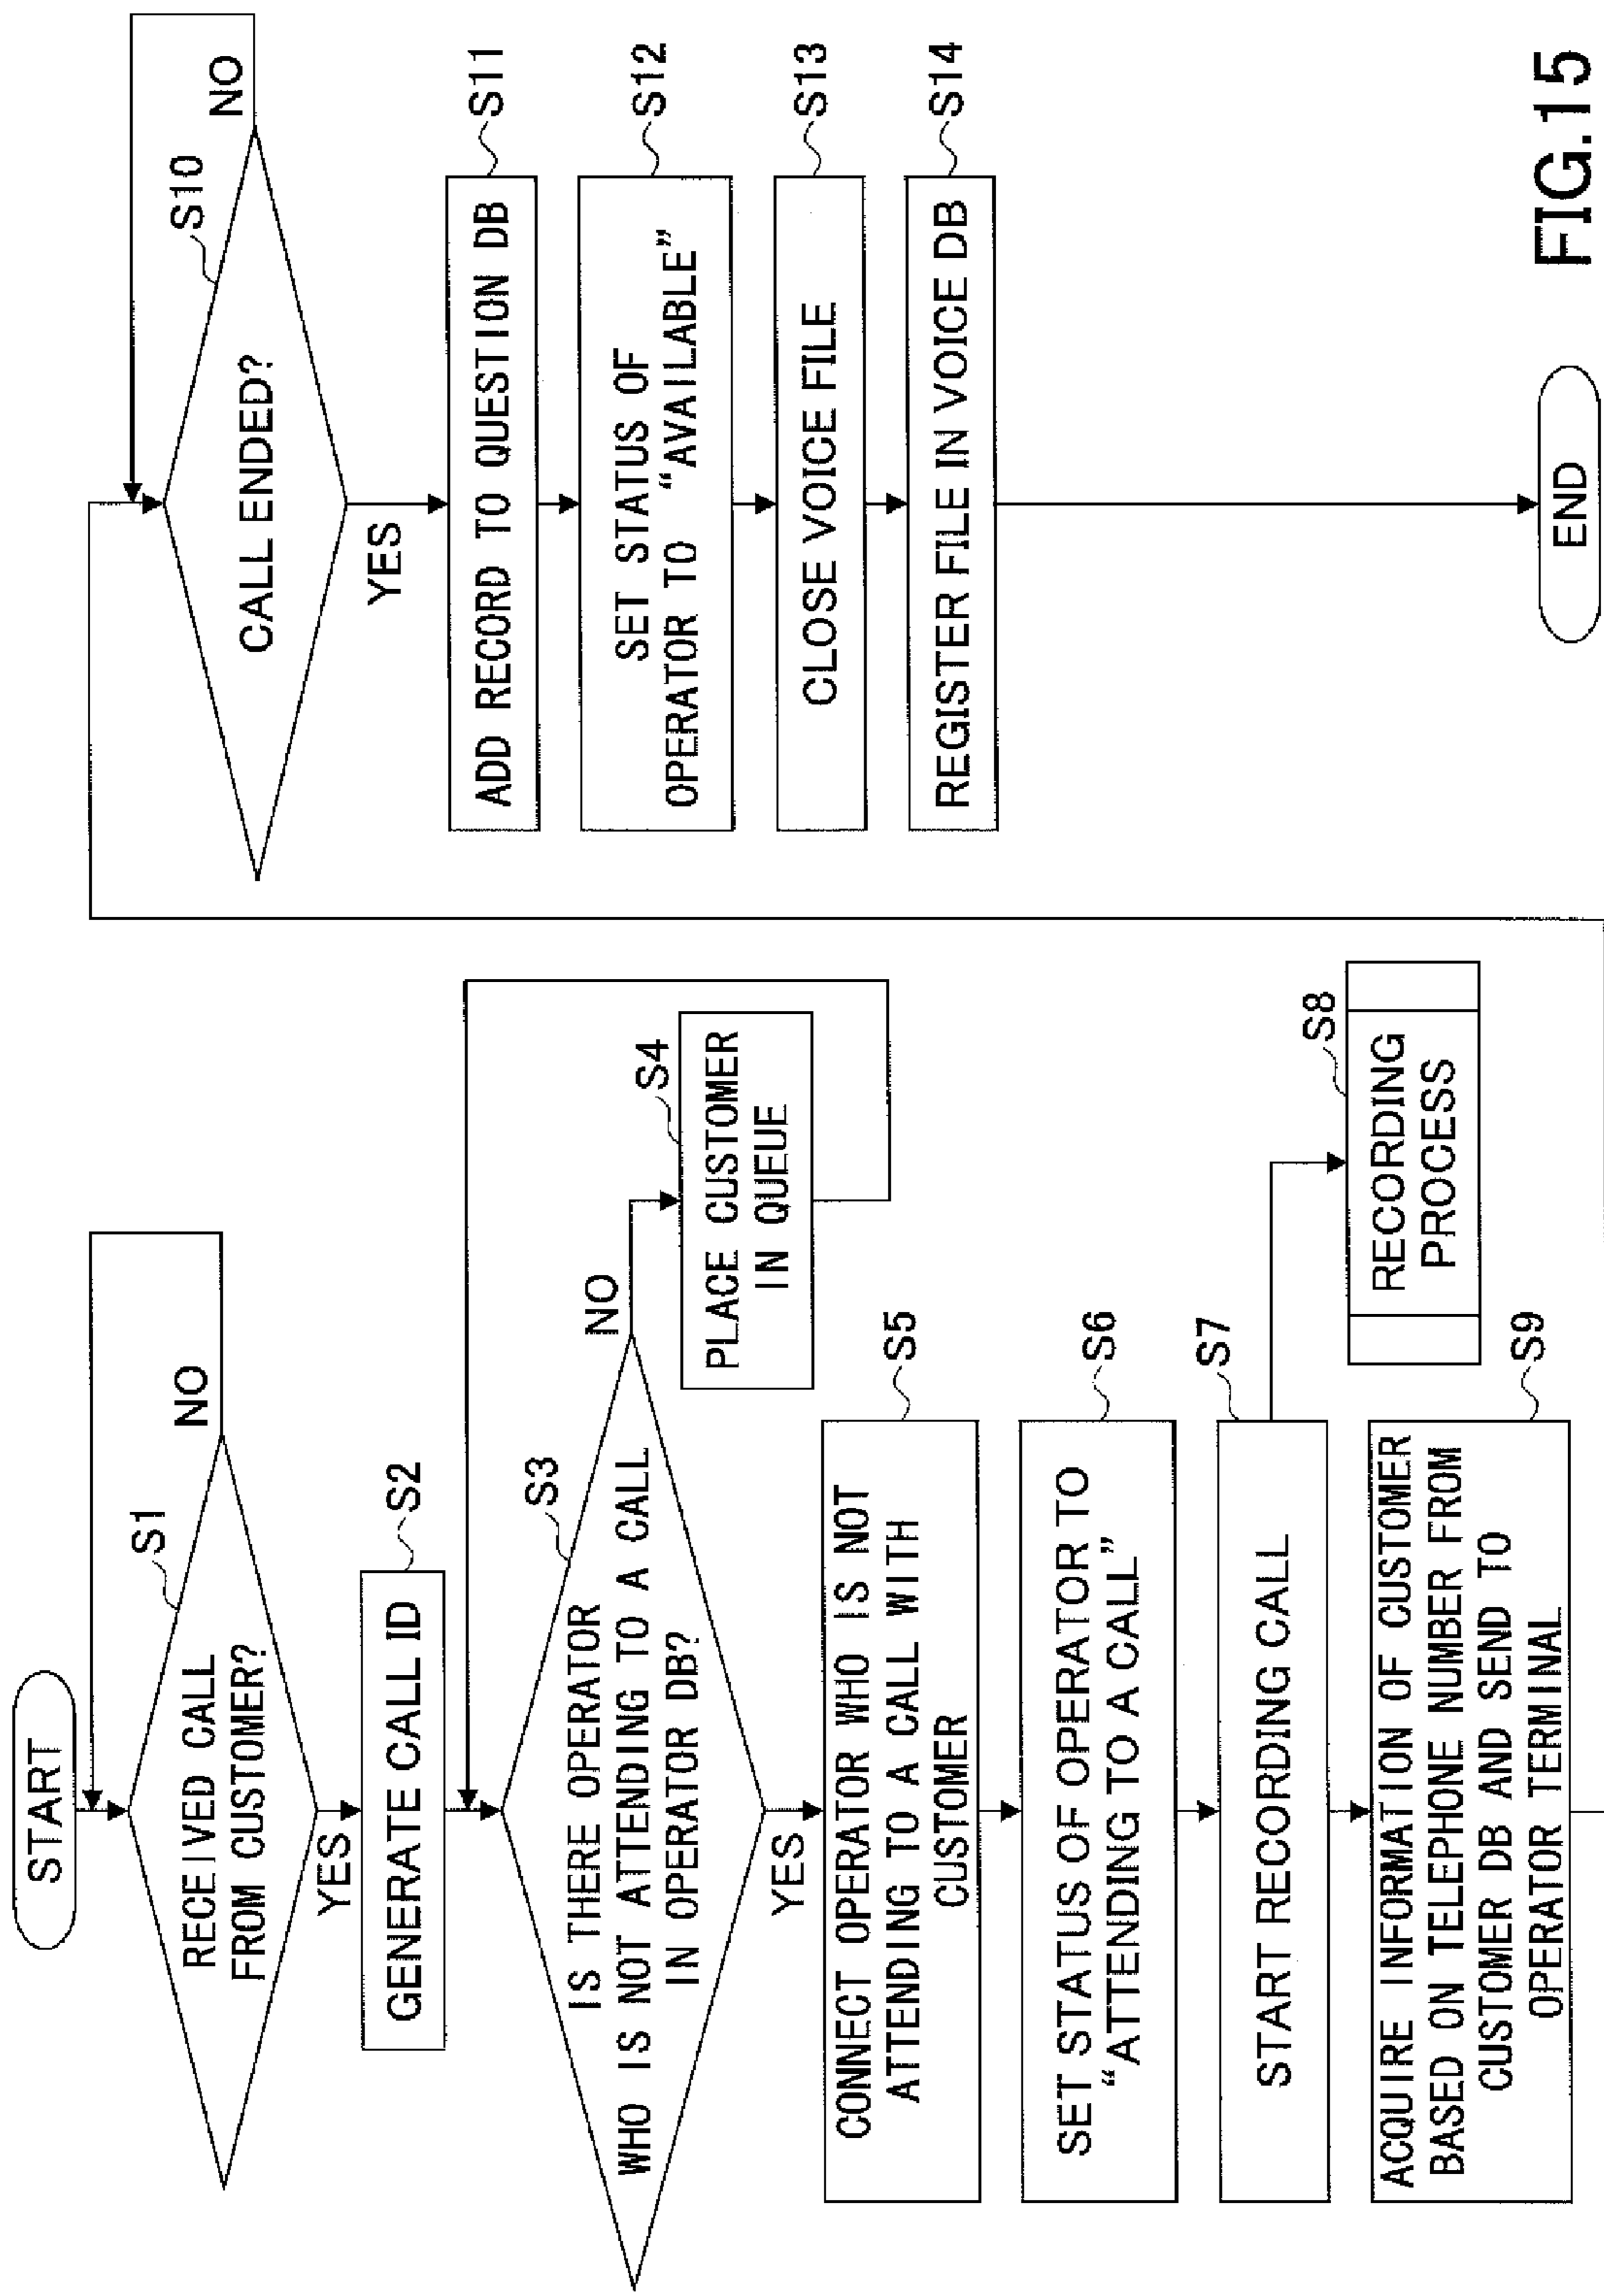 START
S1
RECEIVED CALL
FROM CUSTOMER?
NO
YES
GENERATE CALL ID
S2
S3
IS THERE OPERATOR
WHO IS NOT ATTENDING TO A CALL
IN OPERATOR DB?
NO
S4
PLACE CUSTOMER
IN QUEUE
YES
CONNECT OPERATOR WHO IS NOT
ATTENDING TO A CALL WITH
CUSTOMER
S5
SET STATUS OF OPERATOR TO
“ATTENDING TO A CALL”
S6
START RECORDING CALL
S7
S8
RECORDING
PROCESS
ACQUIRE INFORMATION OF CUSTOMER
BASED ON TELEPHONE NUMBER FROM
CUSTOMER DB AND SEND TO
OPERATOR TERMINAL
S9
S10
CALL ENDED?
NO
YES
ADD RECORD TO QUESTION DB
S11
SET STATUS OF
OPERATOR TO “AVAILABLE”
S12
CLOSE VOICE FILE
S13
REGISTER FILE IN VOICE DB
S14
END
FIG.15